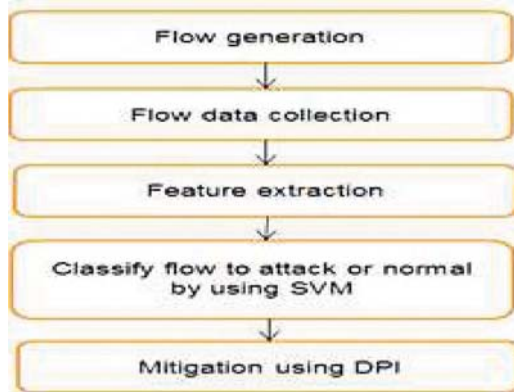 Flow generation
Flow data collection
Feature extraction
Classify flow to attack or normal
by using SVM
Mitigation using DPI